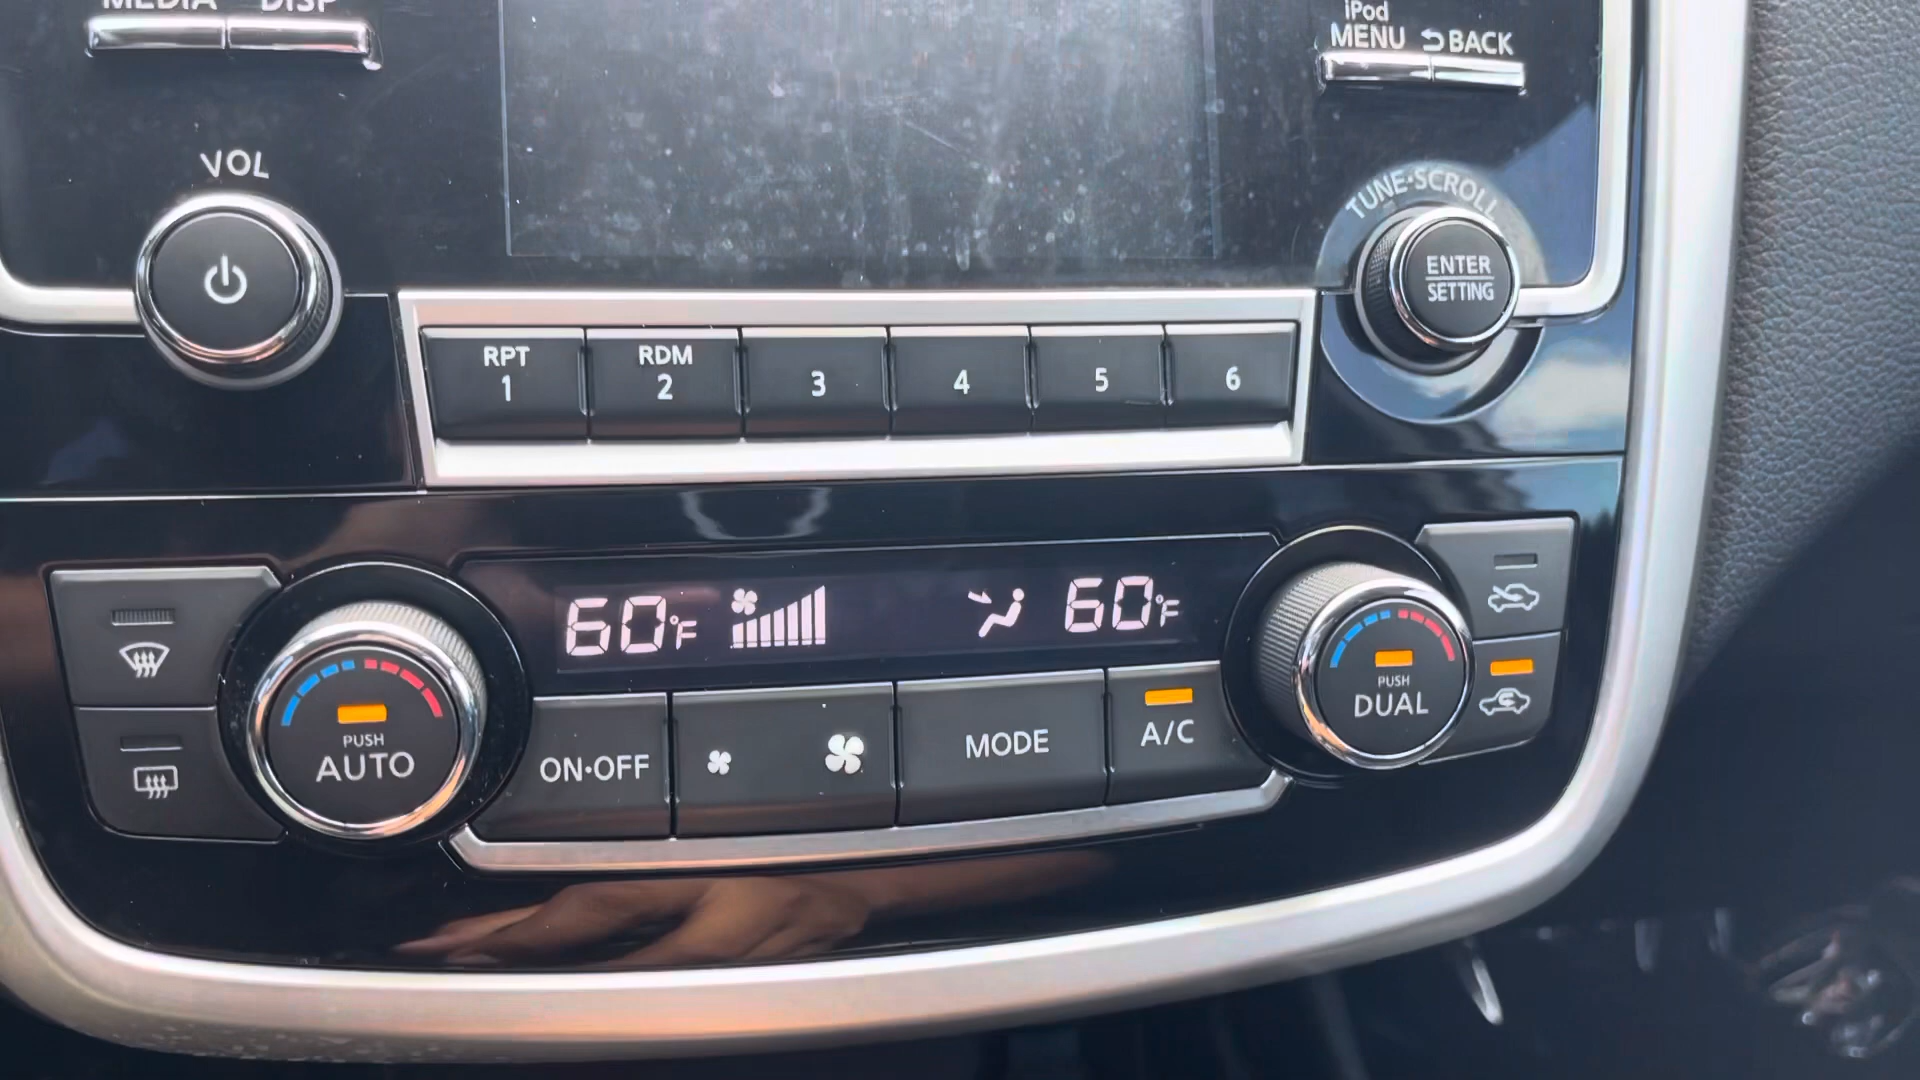 MEDIA DISP
iPod
MENU BACK
VOL
TUNE·SCROLL
ENTER
SETTING
RPT RDM
1 2 3 4 5 6
60°F 60°F
PUSH
AUTO
ON·OFF
MODE
A/C
PUSH
DUAL